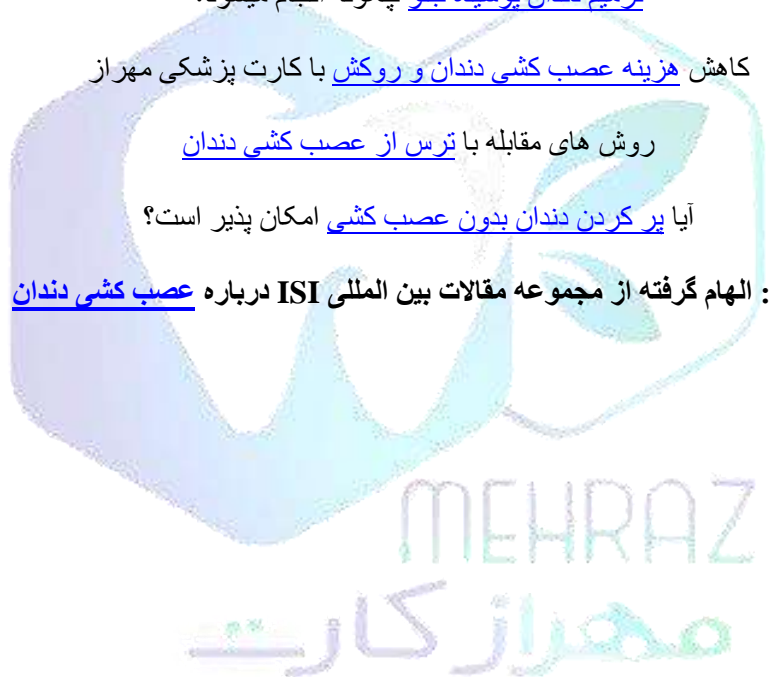 کاهش هزینه عصب کشی دندان و روکش با کارت پزشکی مهراز
روش های مقابله با ترس از عصب کشی دندان
آیا پر کردن دندان بدون عصب کشی امکان پذیر است؟
: الهام گرفته از مجموعه مقالات بین المللی ISI درباره عصب کشی دندان
MEHRAZ
مهراز کارت